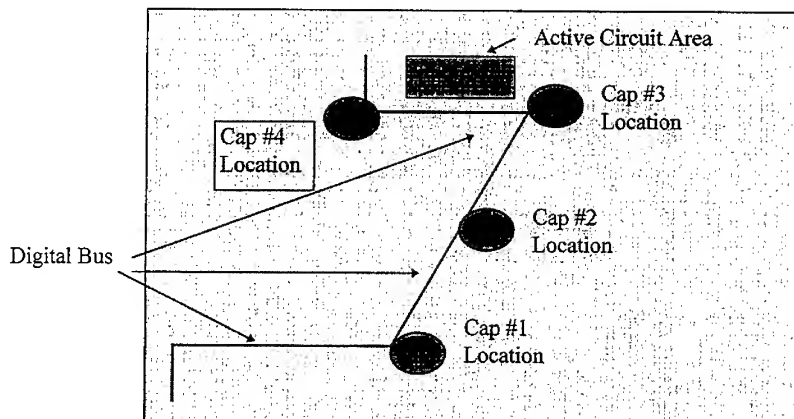 Active Circuit Area
Cap #3
Location
Cap #4
Location
Cap #2
Location
Digital Bus
Cap #1
Location